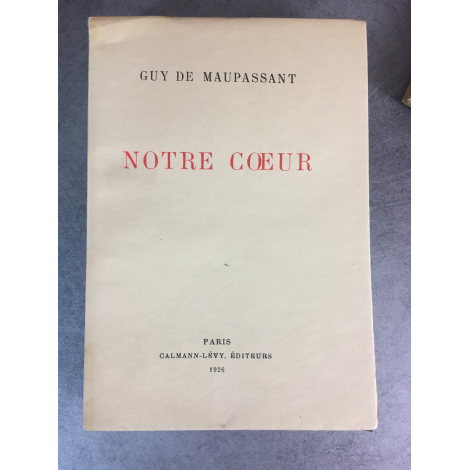 GUY DE MAUPASSANT
NOTRE CŒUR
PARIS
CALMANN-LÉVY, ÉDITEURS
1926